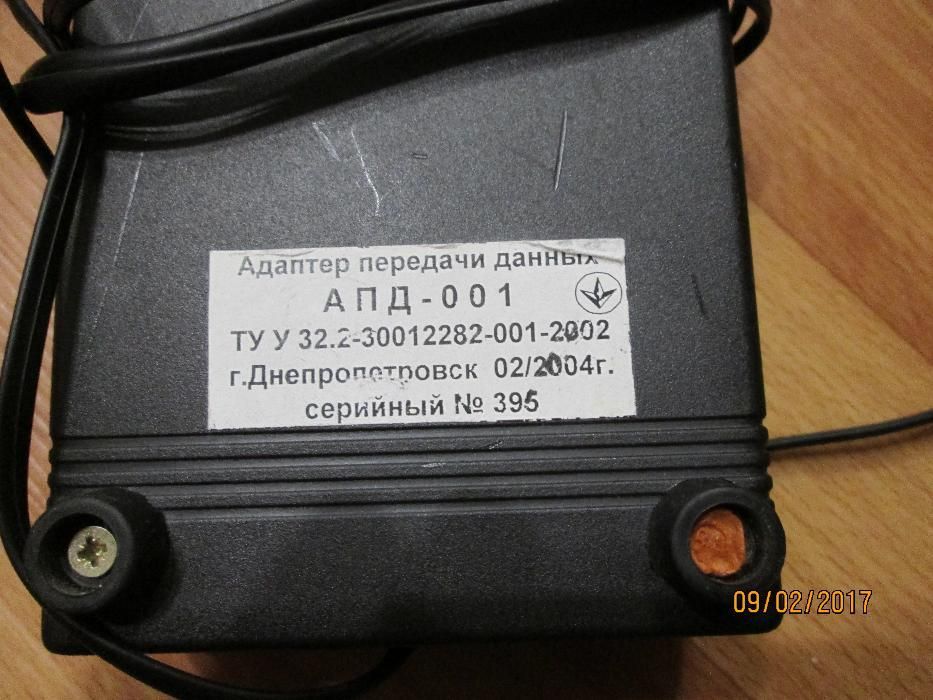 Адаптер передачи данных
АПД-001
ТУ У 32.2-30012282-001-2002
г.Днепропетровск 02/2004г.
серийный № 395
09/02/2017